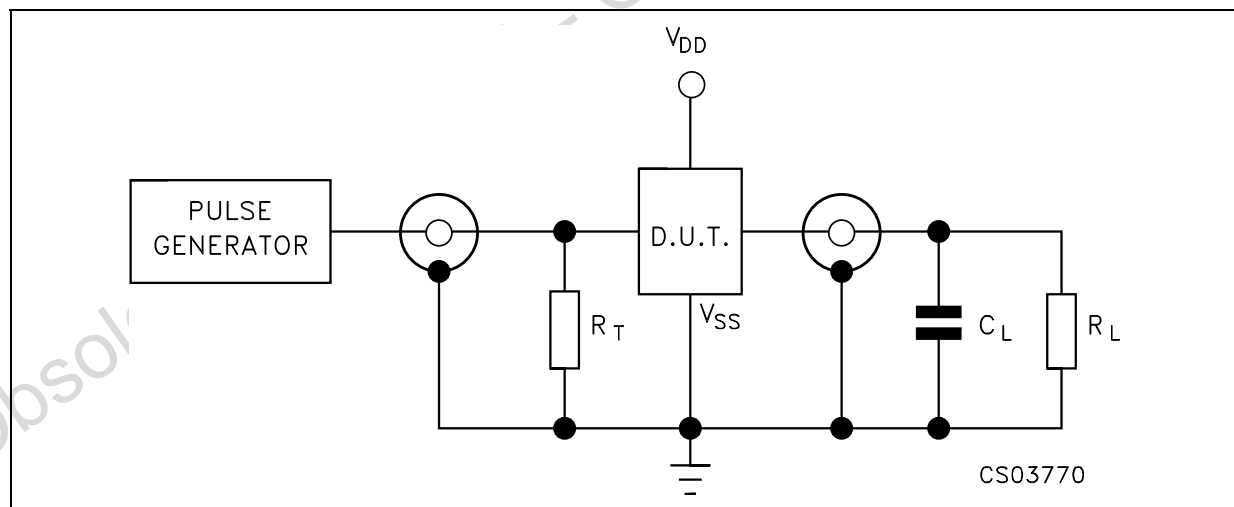 VDD
PULSE
GENERATOR
D.U.T.
RT
VSS
CL
RL
CS03770